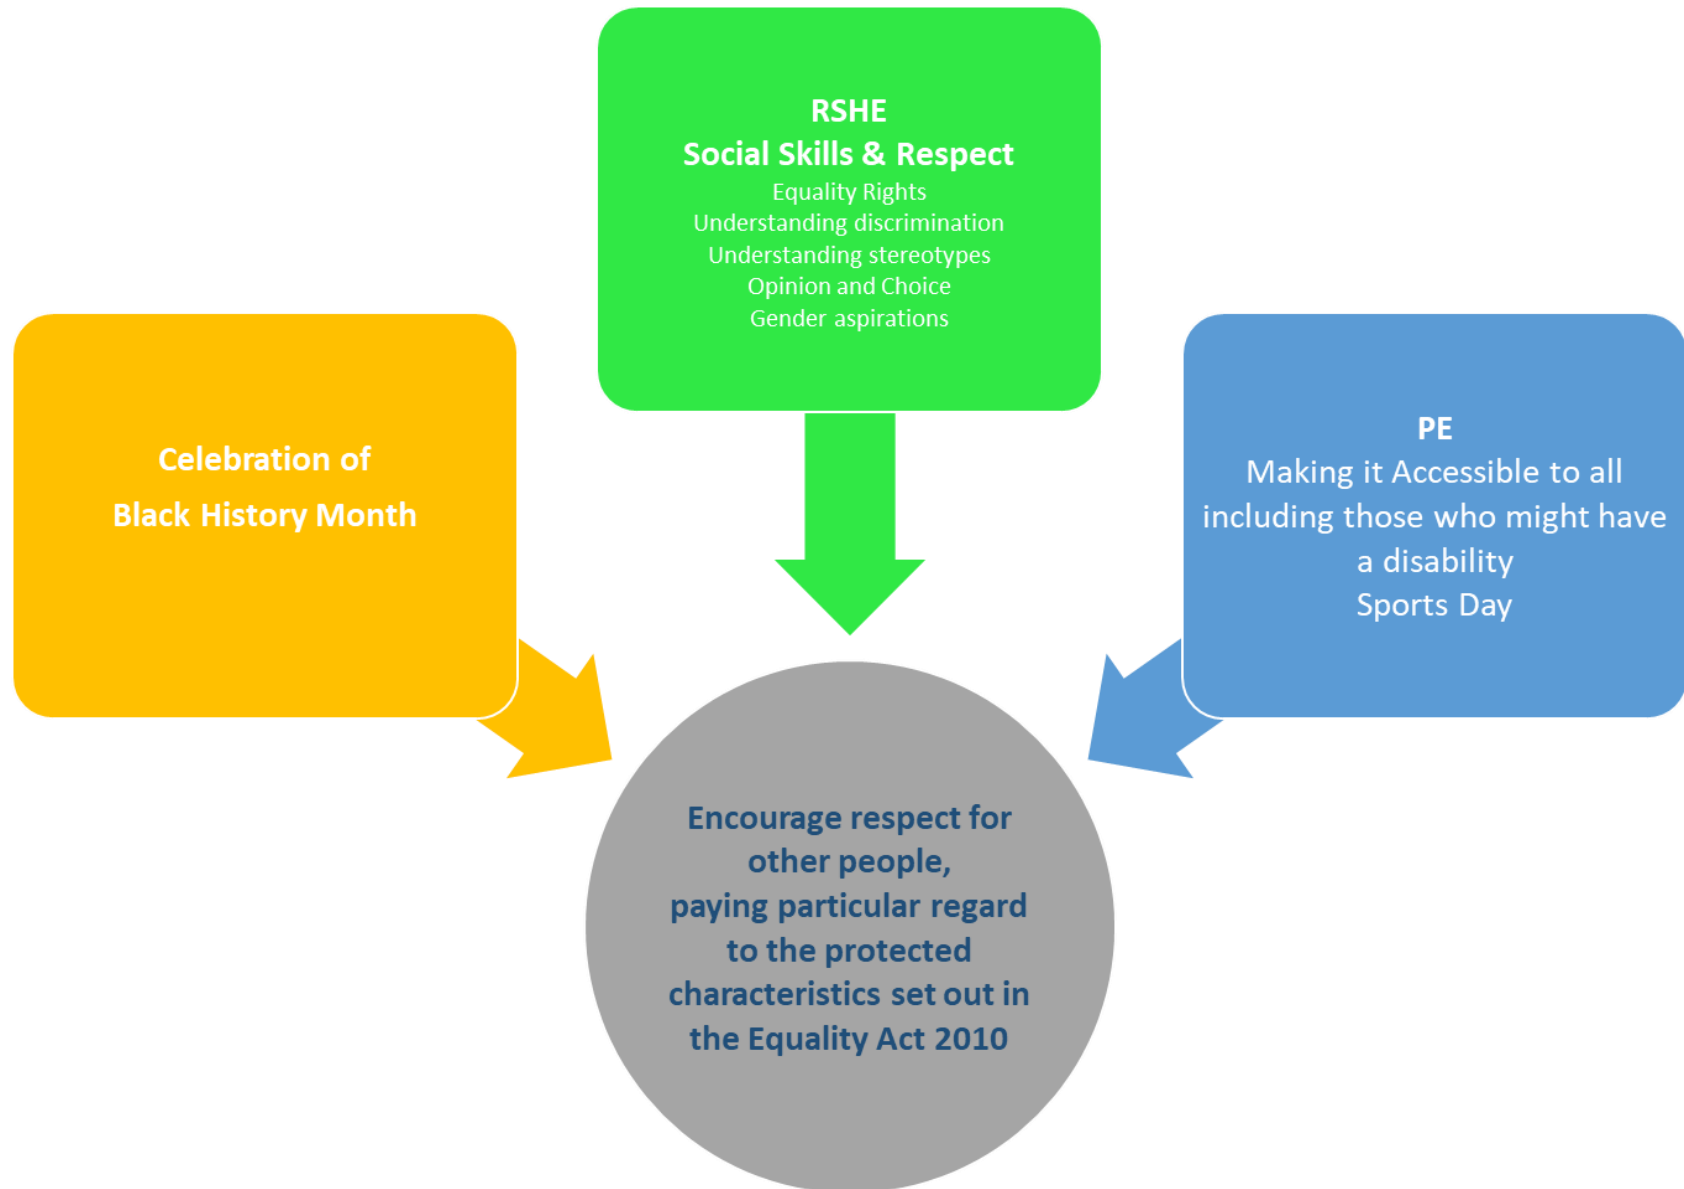 RSHE
Social Skills & Respect
Equality Rights
Understanding discrimination
Understanding stereotypes
Opinion and Choice
Gender aspirations
Celebration of
Black History Month
PE
Making it Accessible to all
including those who might have
a disability
Sports Day
Encourage respect for
other people,
paying particular regard
to the protected
characteristics set out in
the Equality Act 2010